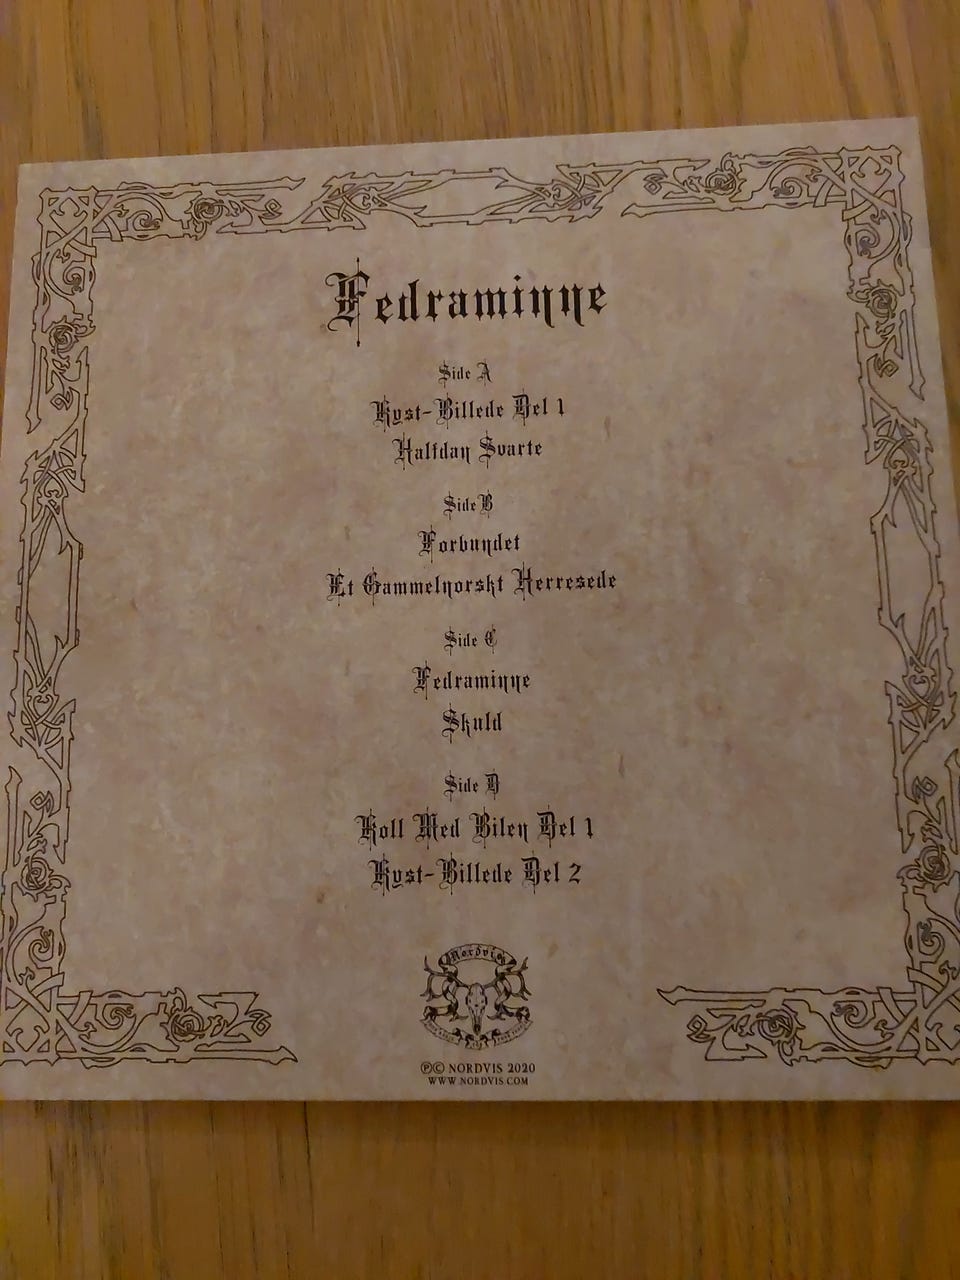 Fedraminne
Side A
Kyst-Billede Del 1
Halfdan Svarte
Side B
Forbundet
Et Gammelnorskt Herresede
Side C
Fedraminne
Skuld
Side D
Koll Med Bilen Del 1
Kyst-Billede Del 2
Nordvis
℗© NORDVIS 2020
WWW.NORDVIS.COM